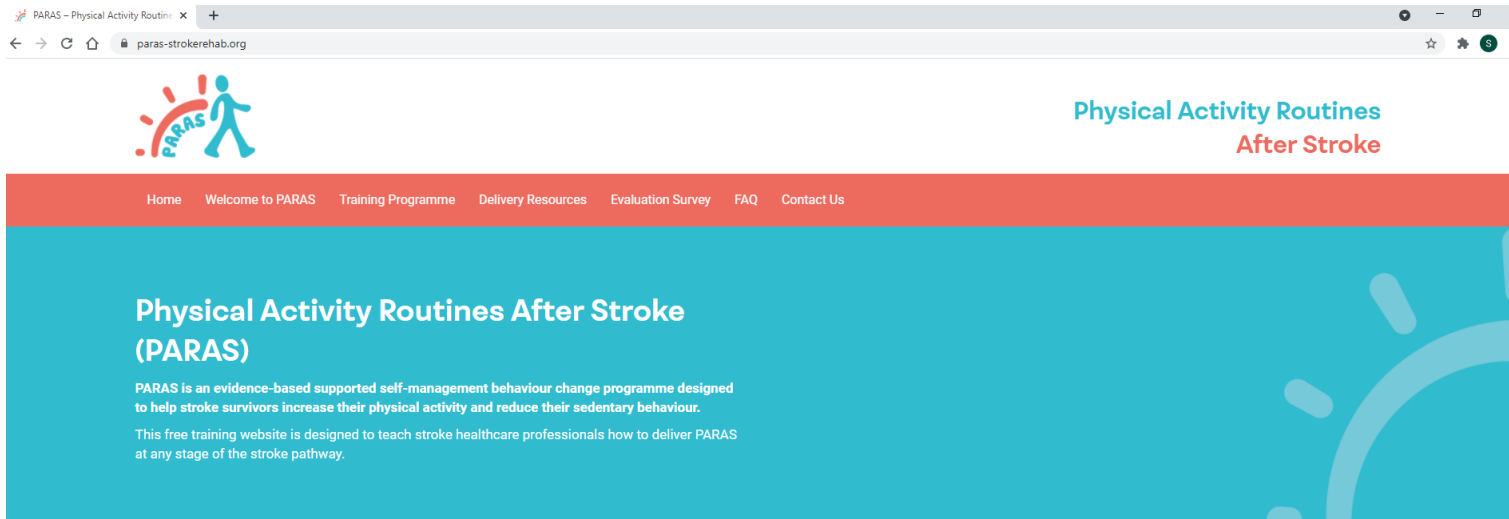 PARAS – Physical Activity Routine
paras-strokerehab.org
S
PARAS
Physical Activity Routines
After Stroke
Home Welcome to PARAS Training Programme Delivery Resources Evaluation Survey FAQ Contact Us
Physical Activity Routines After Stroke
(PARAS)
PARAS is an evidence-based supported self-management behaviour change programme designed
to help stroke survivors increase their physical activity and reduce their sedentary behaviour.
This free training website is designed to teach stroke healthcare professionals how to deliver PARAS
at any stage of the stroke pathway.